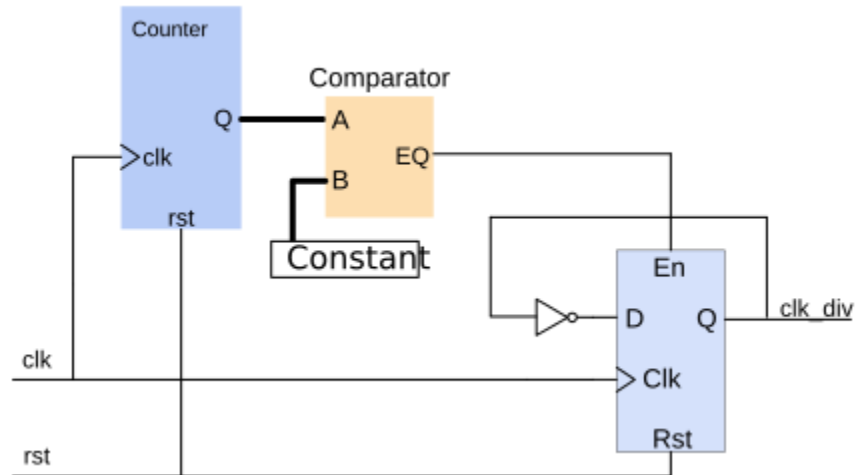 Counter
Comparator
Q
A
clk
EQ
B
rst
Constant
En
D
Q
clk_div
clk
Clk
Rst
rst